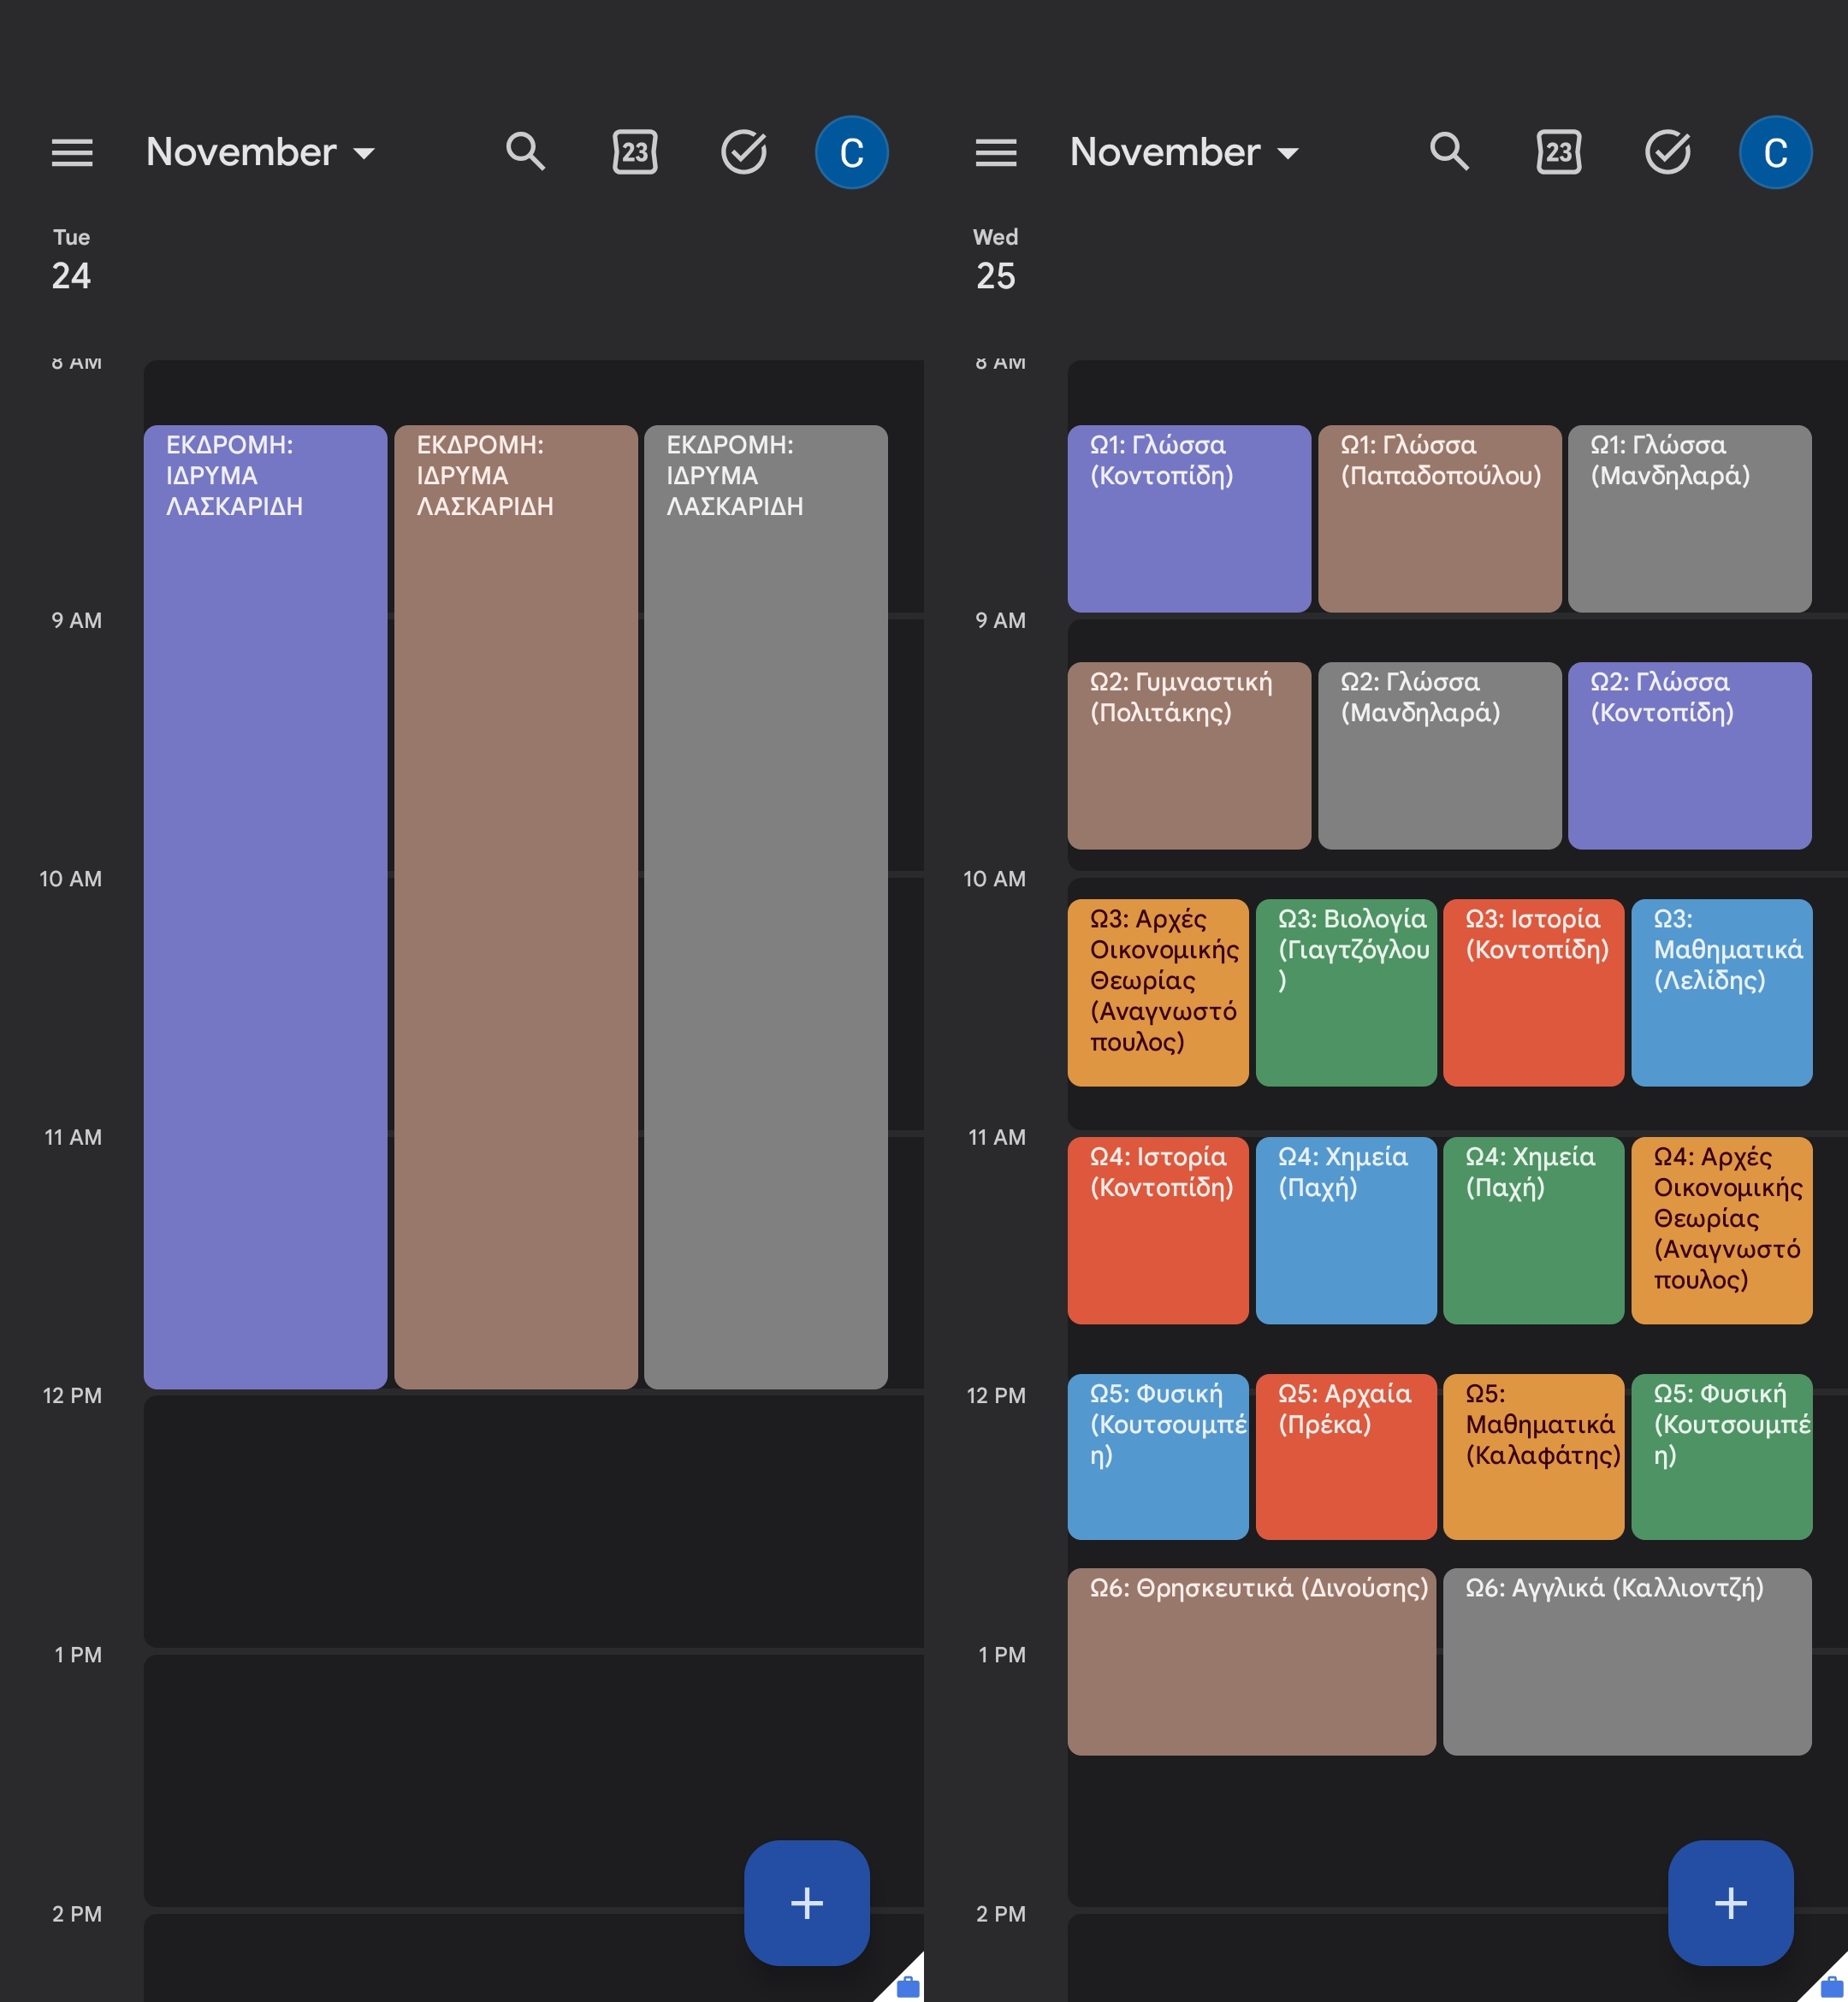 November
23
C
Tue
24
8 AM
ΕΚΔΡΟΜΗ:
ΙΔΡΥΜΑ
ΛΑΣΚΑΡΙΔΗ
ΕΚΔΡΟΜΗ:
ΙΔΡΥΜΑ
ΛΑΣΚΑΡΙΔΗ
ΕΚΔΡΟΜΗ:
ΙΔΡΥΜΑ
ΛΑΣΚΑΡΙΔΗ
9 AM
10 AM
11 AM
12 PM
1 PM
2 PM
November
23
C
Wed
25
8 AM
Ω1: Γλώσσα
(Κοντοπίδη)
Ω1: Γλώσσα
(Παπαδοπούλου)
Ω1: Γλώσσα
(Μανδηλαρά)
9 AM
Ω2: Γυμναστική
(Πολιτάκης)
Ω2: Γλώσσα
(Μανδηλαρά)
Ω2: Γλώσσα
(Κοντοπίδη)
10 AM
Ω3: Αρχές
Οικονομικής
Θεωρίας
(Αναγνωστό
πουλος)
Ω3: Βιολογία
(Γιαγτζόγλου
)
Ω3: Ιστορία
(Κοντοπίδη)
Ω3:
Μαθηματικά
(Λελίδης)
11 AM
Ω4: Ιστορία
(Κοντοπίδη)
Ω4: Χημεία
(Παχή)
Ω4: Χημεία
(Παχή)
Ω4: Αρχές
Οικονομικής
Θεωρίας
(Αναγνωστό
πουλος)
12 PM
Ω5: Φυσική
(Κουτσουμπέ
η)
Ω5: Αρχαία
(Πρέκα)
Ω5:
Μαθηματικά
(Καλαφάτης)
Ω5: Φυσική
(Κουτσουμπέ
η)
Ω6: Θρησκευτικά (Δινούσης)
Ω6: Αγγλικά (Καλλιοντζή)
1 PM
2 PM